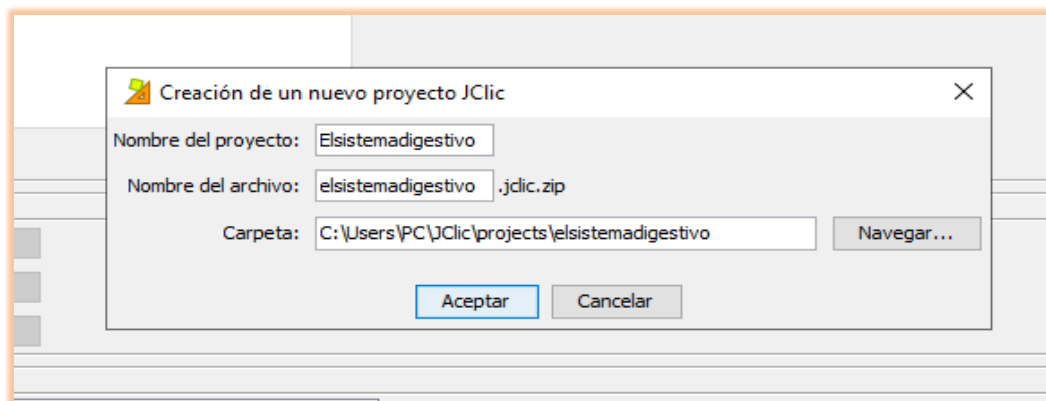 Creación de un nuevo proyecto JClic
Nombre del proyecto: Elsistemadigestivo
Nombre del archivo: elsistemadigestivo .jclic.zip
Carpeta: C:\Users\PC\JClic\projects\elsistemadigestivo Navegar...
Aceptar Cancelar